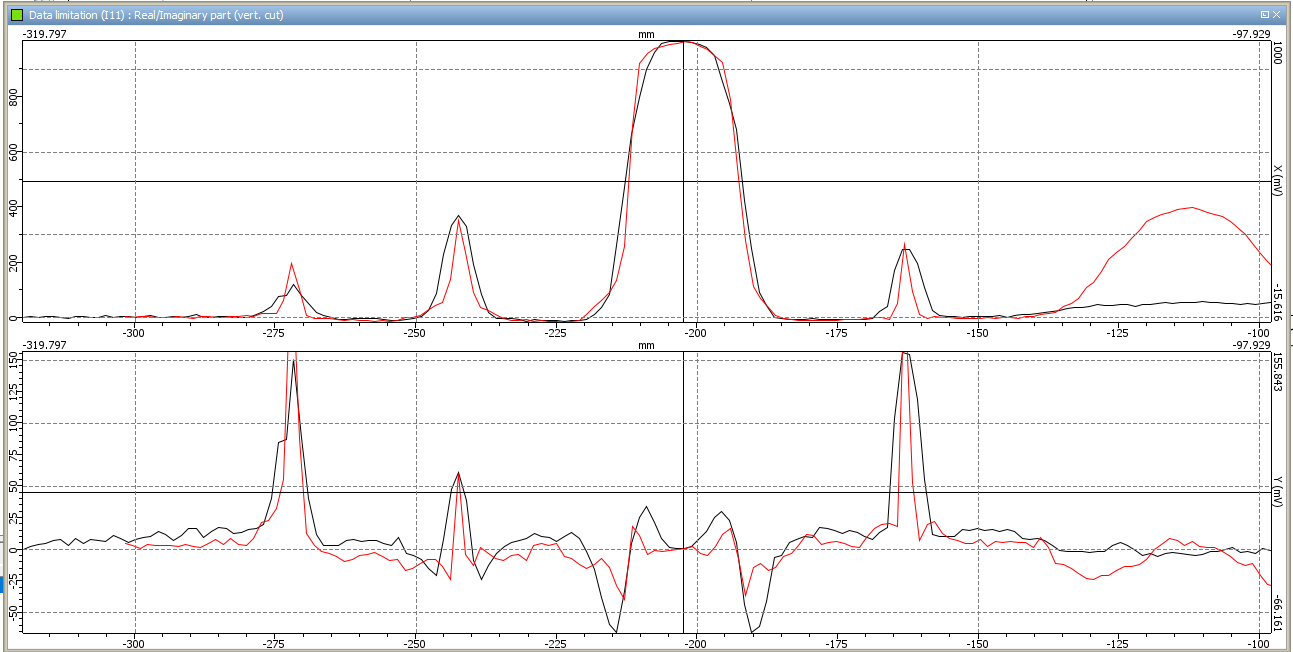 Data limitation (I11) : Real/Imaginary part (vert. cut)
-319.797 mm -97.929
1000
800
600
400
200
0
X (mV)
-15.616
-300 -275 -250 -225 -200 -175 -150 -125 -100
-319.797 mm -97.929
155.843
150
125
100
75
50
25
0
-25
-50
Y (mV)
-66.161
-300 -275 -250 -225 -200 -175 -150 -125 -100